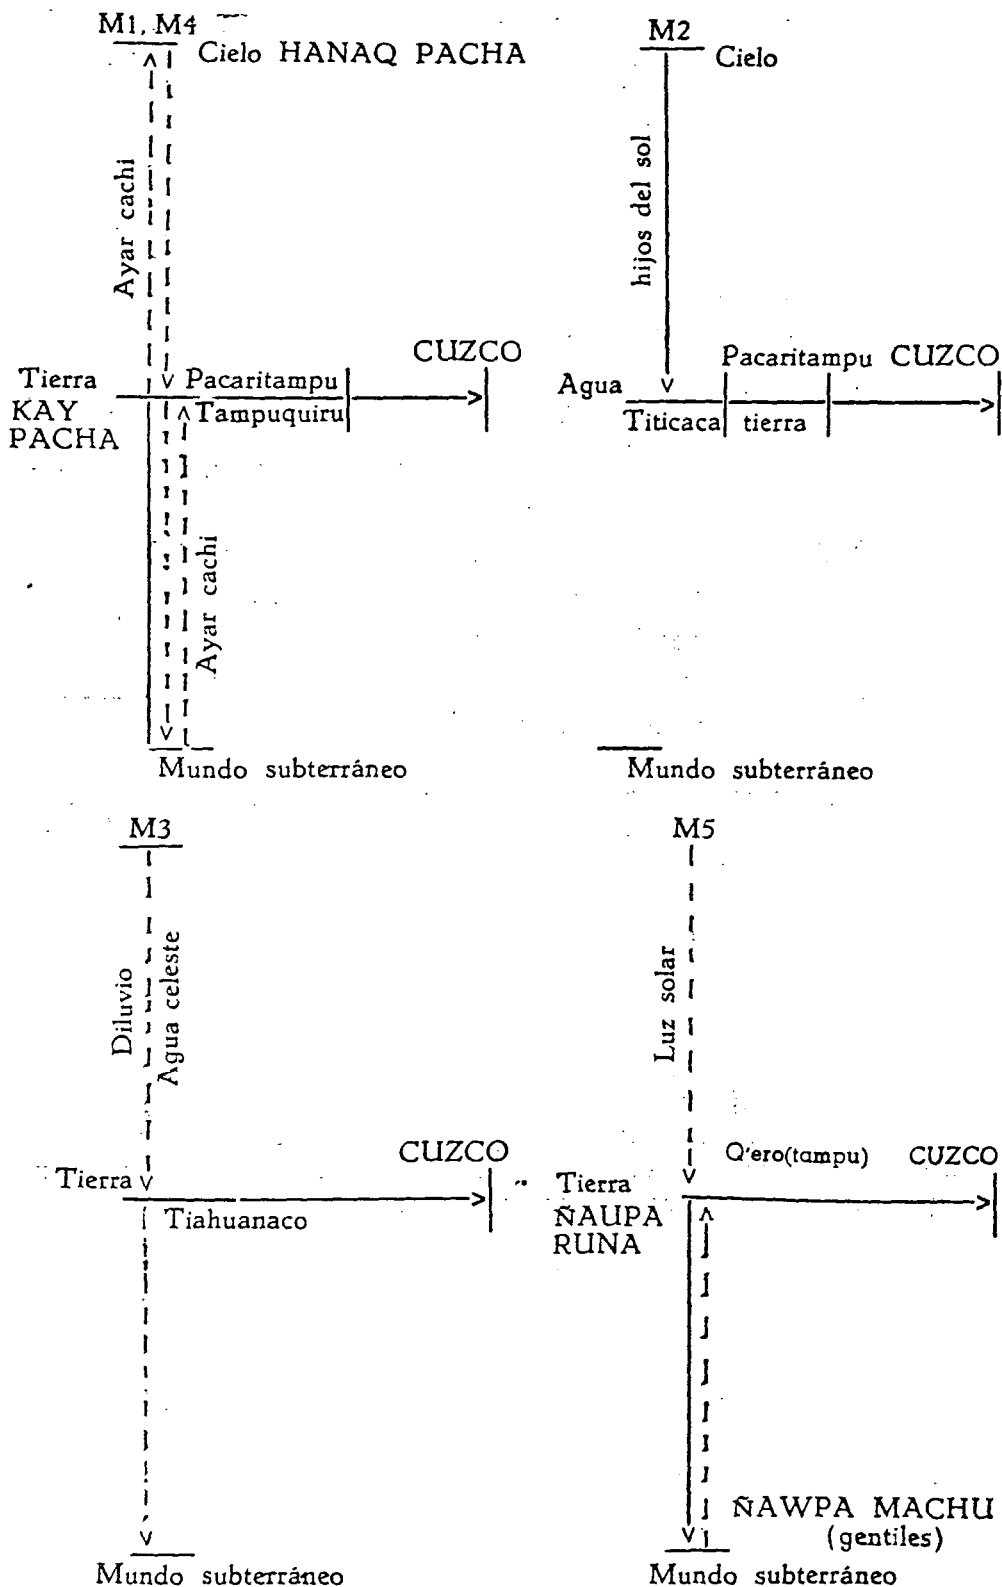 M1, M4
Cielo HANAQ PACHA
Ayar cachi
CUZCO
Tierra
KAY
PACHA
Pacaritampu
Tampuquiru
Ayar cachi
Mundo subterráneo
M2
Cielo
hijos del sol
Pacaritampu CUZCO
Agua
Titicaca tierra
Mundo subterráneo
M3
Diluvio
Agua celeste
CUZCO
Tierra
Tiahuanaco
Mundo subterráneo
M5
Luz solar
Q'ero(tampu) CUZCO
Tierra
ÑAUPA
RUNA
ÑAWPA MACHU
(gentiles)
Mundo subterráneo